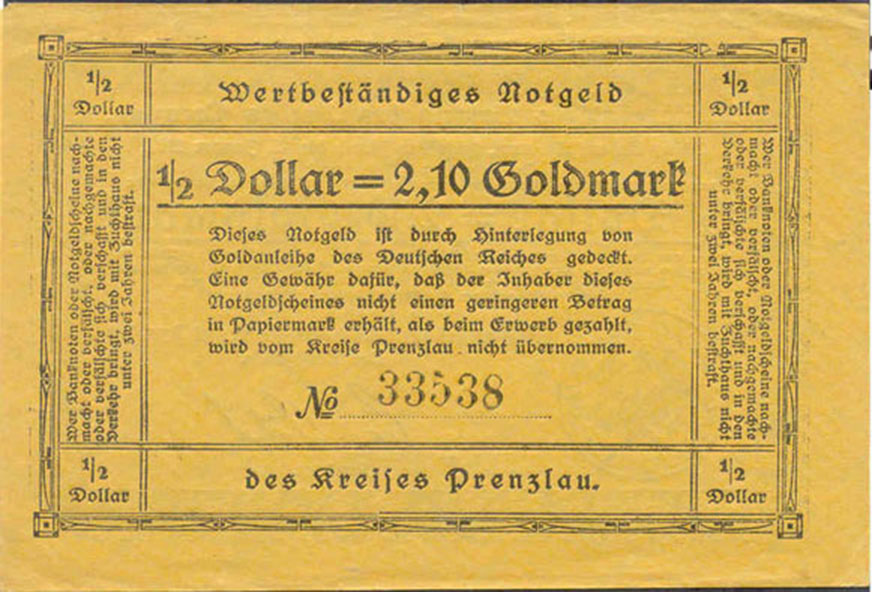 1/2
Dollar
Wertbeständiges Notgeld
1/2
Dollar
Wer Banknoten oder Notgeldscheine nach-
macht oder verfälscht, oder nachgemachte
oder verfälschte sich verschafft und in den
Verkehr bringt, wird mit Zuchthaus nicht
unter zwei Jahren bestraft.
1/2 Dollar = 2,10 Goldmark
Dieses Notgeld ist durch Hinterlegung von
Goldanleihe des Deutschen Reiches gedeckt.
Eine Gewähr dafür, daß der Inhaber dieses
Notgeldscheines nicht einen geringeren Betrag
in Papiermark erhält, als beim Erwerb gezahlt,
wird vom Kreise Prenzlau nicht übernommen.
No 33538
Wer Banknoten oder Notgeldscheine nach-
macht oder verfälscht, oder nachgemachte
oder verfälschte sich verschafft und in den
Verkehr bringt, wird mit Zuchthaus nicht
unter zwei Jahren bestraft.
1/2
Dollar
des Kreises Prenzlau.
1/2
Dollar